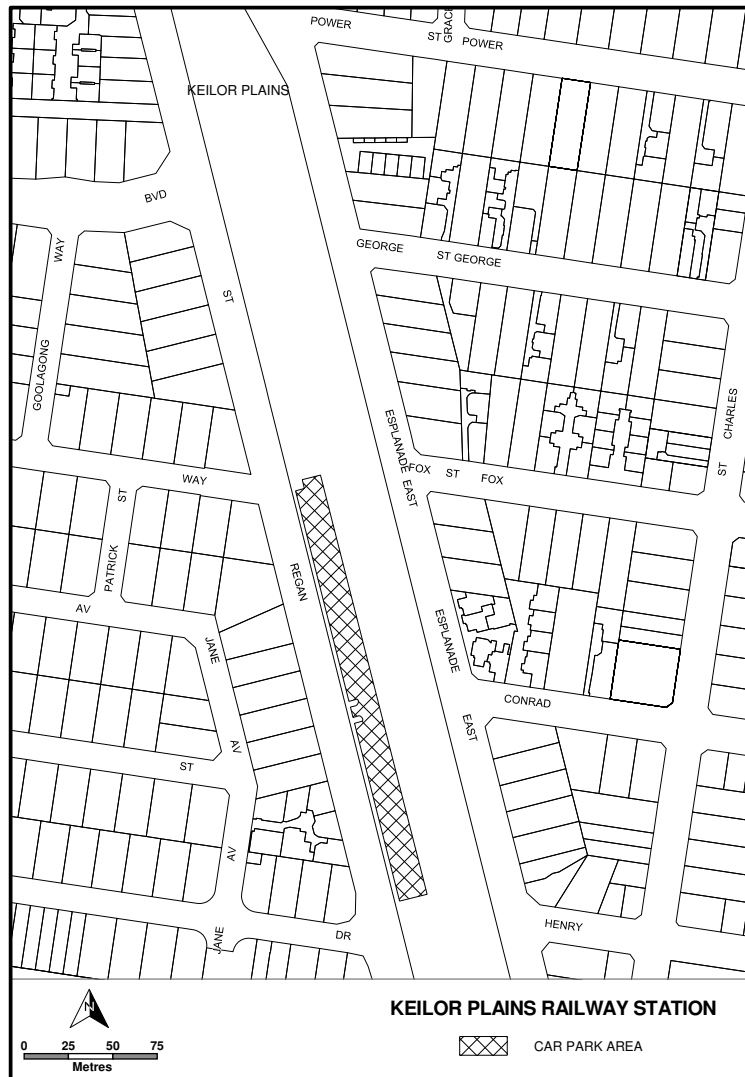 POWER
ST
GRACE
POWER
KEILOR PLAINS
BVD
WAY
GEORGE
ST GEORGE
ST
GOOLAGONG
CHARLES
ST
ESPLANADE
EAST
FOX ST FOX
WAY
ST
PATRICK
REGAN
AV
JANE
ESPLANADE
EAST
CONRAD
AV
ST
AV
JANE
DR
HENRY
N
KEILOR PLAINS RAILWAY STATION
CAR PARK AREA
0 25 50 75
Metres